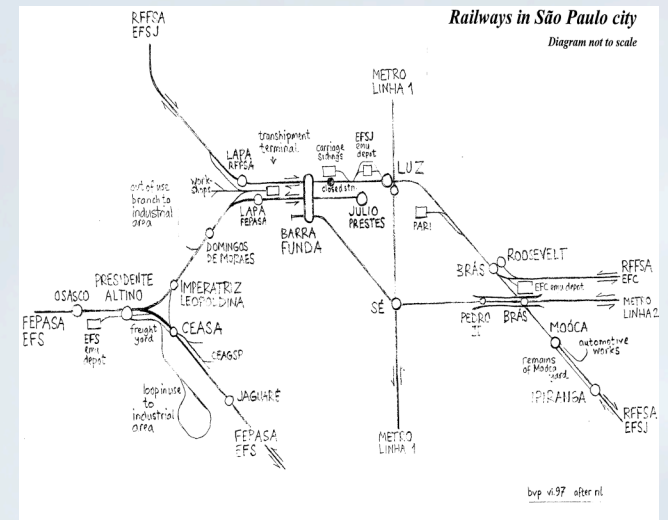 Railways in São Paulo city
Diagram not to scale
RFFSA
EFSJ
METRO
LINHA 1
transhipment
terminal
carriage
sidings
EFSJ
emu
depot
LUZ
LAPA
RFFSA
work-
shops
closed stn.
out of use
branch to
industrial
area
LAPA
FEPASA
JULIO
PRESTES
BARRA
FUNDA
PARI
DOMINGOS
DE MORAES
ROOSEVELT
BRÁS
RFFSA
EFC
EFC emu depot
PRESIDENTE
ALTINO
IMPERATRIZ
LEOPOLDINA
OSASCO
SÉ
METRO
LINHA 2
PEDRO
II
BRÁS
FEPASA
EFS
EFS
emu
depot
freight
yard
CEASA
CEAGSP
MOÓCA
automotive
works
remains
of Moóca
yard
loop in use
to
industrial
area
JAGUARÉ
IPIRANGA
FEPASA
EFS
METRO
LINHA 1
RFFSA
EFSJ
bvp vi.97 after nl